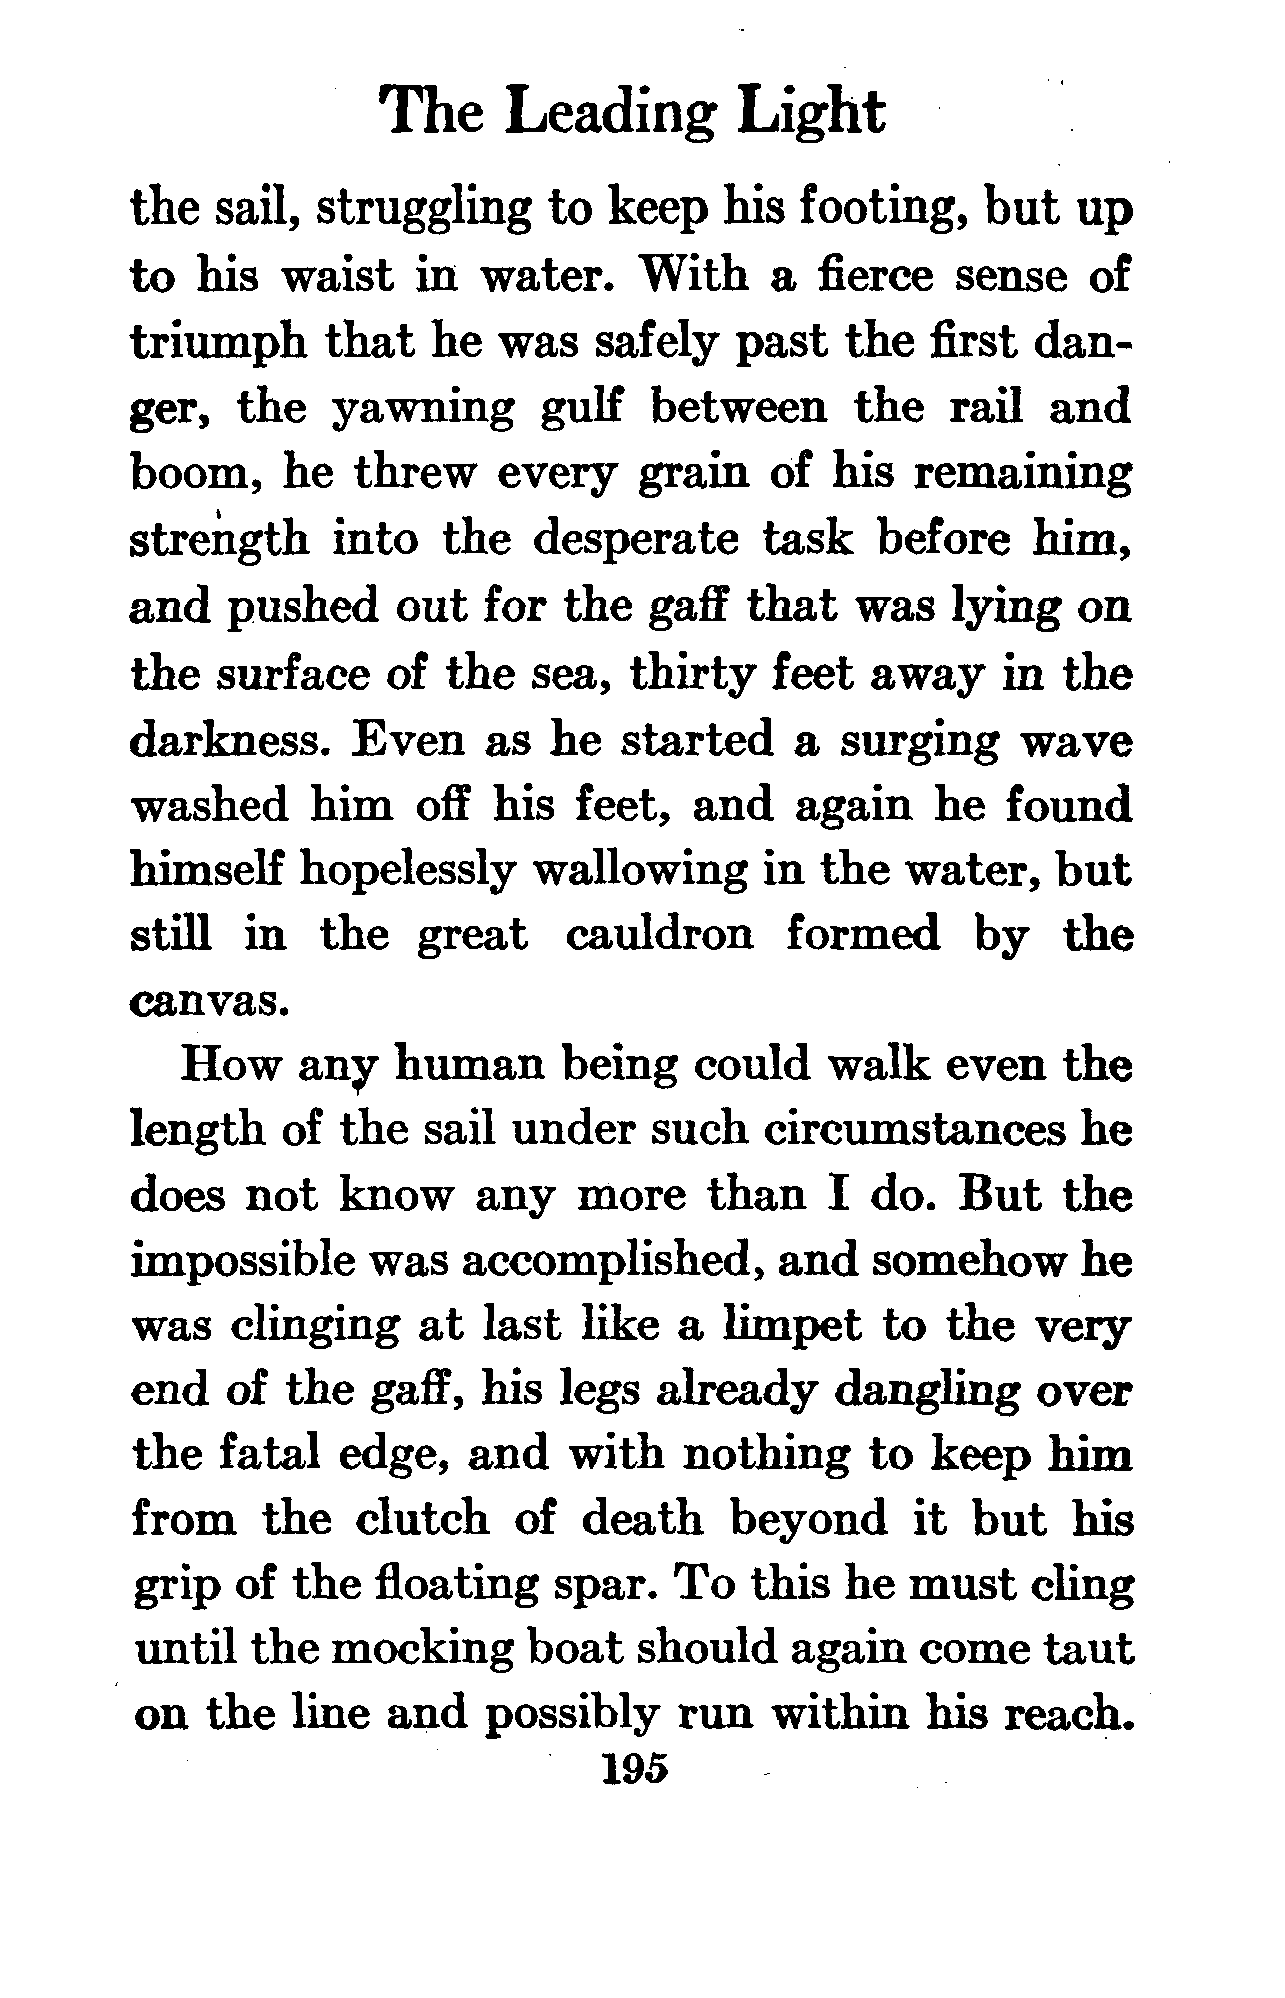 The Leading Light
the sail, struggling to keep his footing, but up
to his waist in water. With a fierce sense of
triumph that he was safely past the first dan-
ger, the yawning gulf between the rail and
boom, he threw every grain of his remaining
strength into the desperate task before him,
and pushed out for the gaff that was lying on
the surface of the sea, thirty feet away in the
darkness. Even as he started a surging wave
washed him off his feet, and again he found
himself hopelessly wallowing in the water, but
still in the great cauldron formed by the
canvas.
How any human being could walk even the
length of the sail under such circumstances he
does not know any more than I do. But the
impossible was accomplished, and somehow he
was clinging at last like a limpet to the very
end of the gaff, his legs already dangling over
the fatal edge, and with nothing to keep him
from the clutch of death beyond it but his
grip of the floating spar. To this he must cling
until the mocking boat should again come taut
on the line and possibly run within his reach.
195